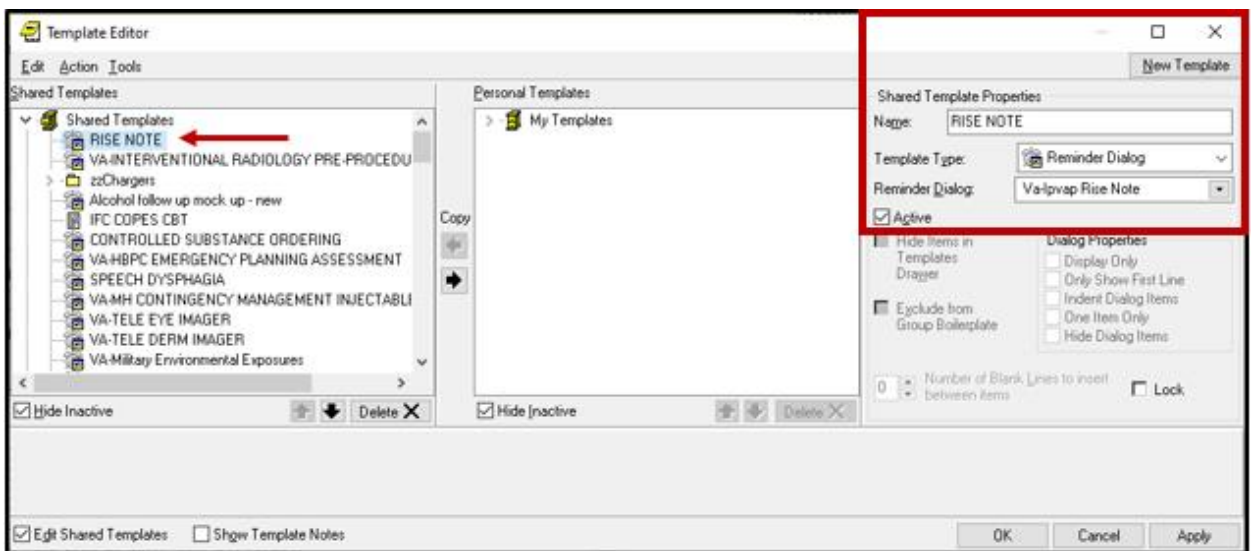 Template Editor
Edit Action Tools
New Template
Shared Templates
Shared Templates
RISE NOTE
VA-INTERVENTIONAL RADIOLOGY PRE-PROCEDU
zzChargers
Alcohol follow up mock up - new
IFC COPES CBT
CONTROLLED SUBSTANCE ORDERING
VA-HBPC EMERGENCY PLANNING ASSESSMENT
SPEECH DYSPHAGIA
VA-MH CONTINGENCY MANAGEMENT INJECTABLE
VA-TELE EYE IMAGER
VA-TELE DERM IMAGER
VA-Military Environmental Exposures
Hide Inactive
Delete
Copy
Personal Templates
My Templates
Hide Inactive
Delete
Shared Template Properties
Name: RISE NOTE
Template Type: Reminder Dialog
Reminder Dialog: Va-Ipvap Rise Note
Active
Hide Items in
Templates
Drawer
Exclude from
Group Boilerplate
Dialog Properties
Display Only
Only Show First Line
Indent Dialog Items
One Item Only
Hide Dialog Items
0 Number of Blank Lines to insert
between items
Lock
Edit Shared Templates Show Template Notes
OK Cancel Apply